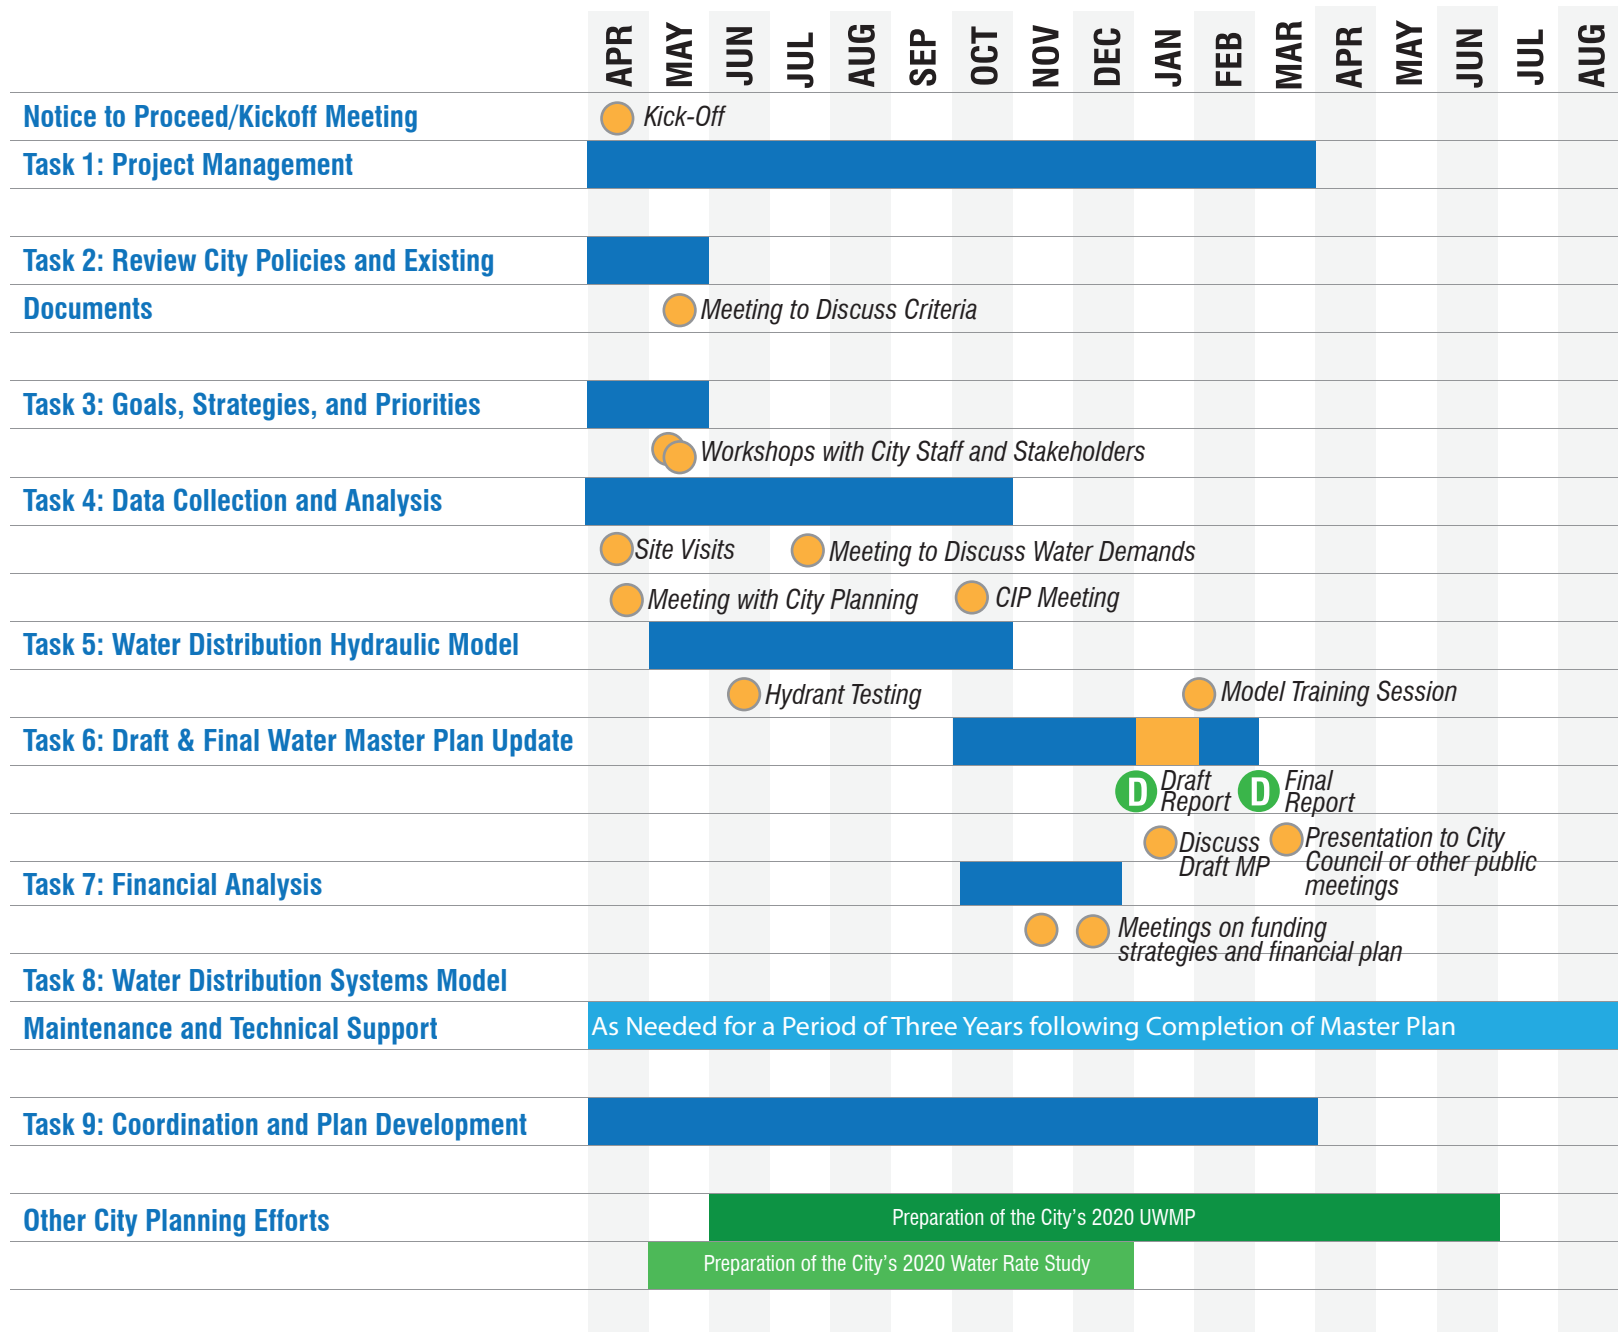 APR MAY JUN JUL AUG SEP OCT NOV DEC JAN FEB MAR APR MAY JUN JUL AUG
Notice to Proceed/Kickoff Meeting
Kick-Off
Task 1: Project Management
Task 2: Review City Policies and Existing
Documents
Meeting to Discuss Criteria
Task 3: Goals, Strategies, and Priorities
Workshops with City Staff and Stakeholders
Task 4: Data Collection and Analysis
Site Visits
Meeting to Discuss Water Demands
Meeting with City Planning
CIP Meeting
Task 5: Water Distribution Hydraulic Model
Hydrant Testing
Model Training Session
Task 6: Draft & Final Water Master Plan Update
D
Draft
Report
D
Final
Report
Discuss
Draft MP
Presentation to City
Council or other public
meetings
Task 7: Financial Analysis
Meetings on funding
strategies and financial plan
Task 8: Water Distribution Systems Model
Maintenance and Technical Support
As Needed for a Period of Three Years following Completion of Master Plan
Task 9: Coordination and Plan Development
Other City Planning Efforts
Preparation of the City's 2020 UWMP
Preparation of the City's 2020 Water Rate Study